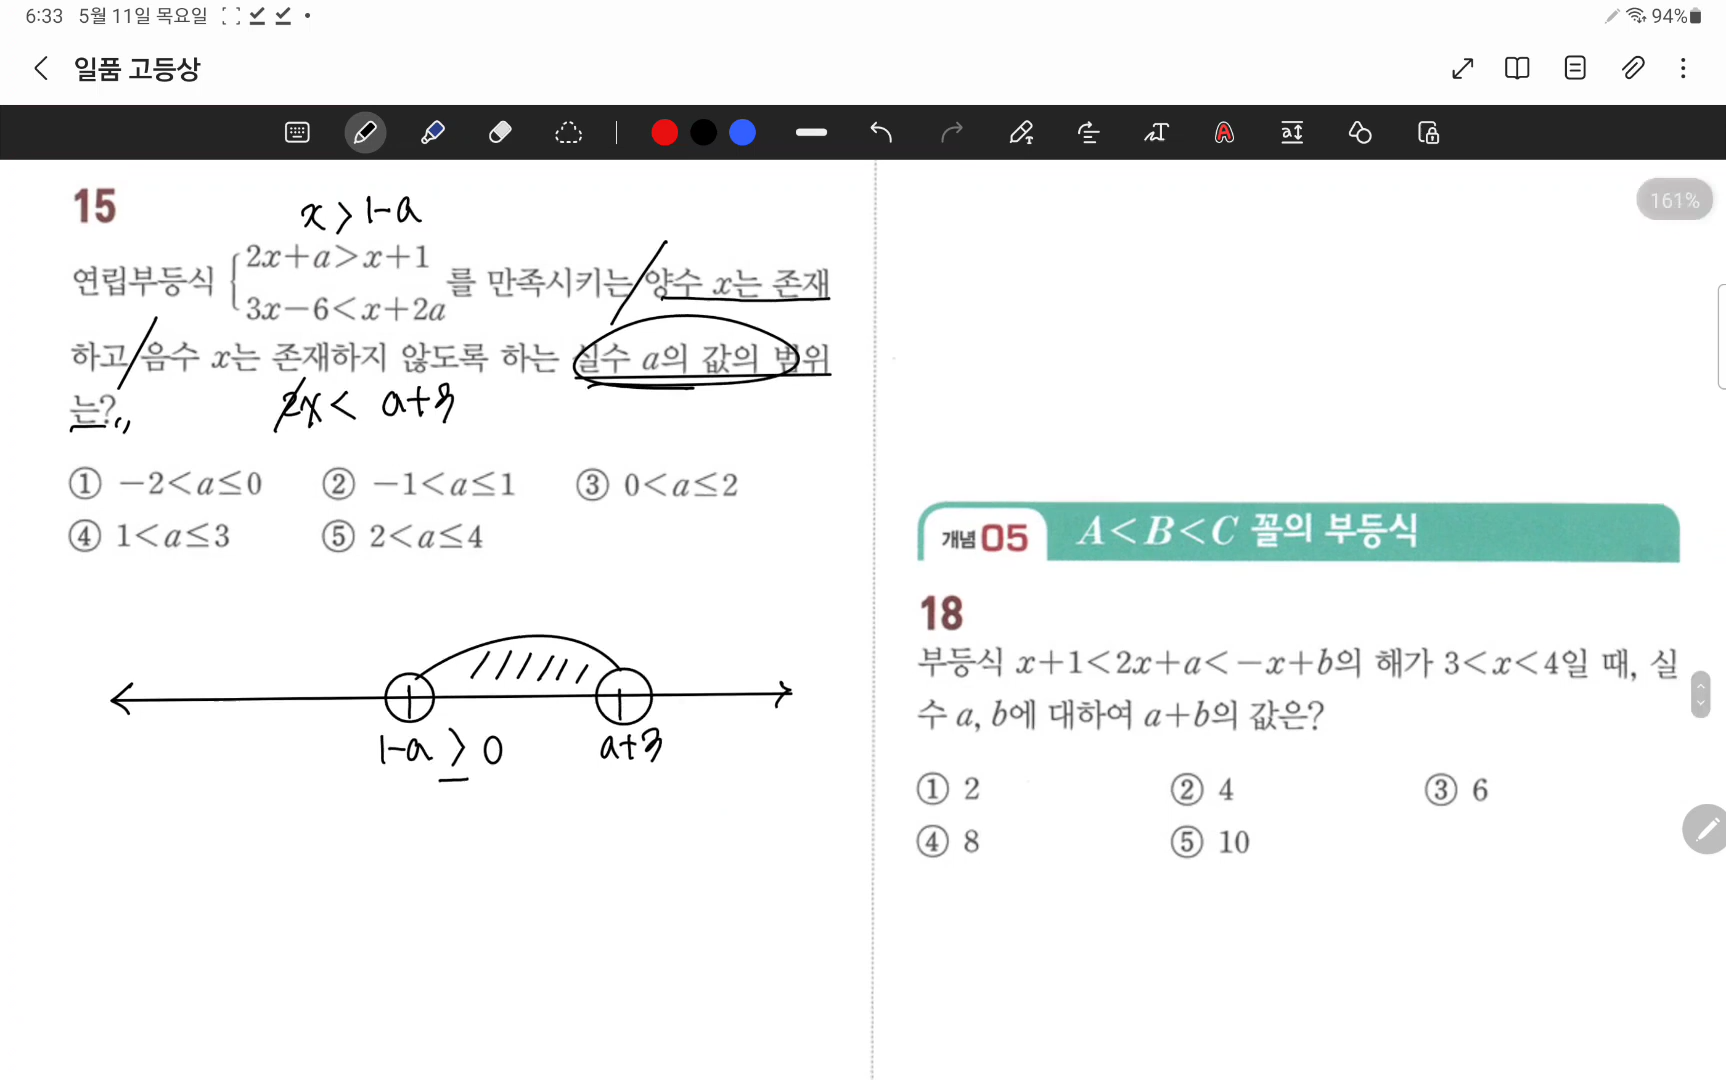 6:33 5월 11일 목요일
94%
일품 고등상
161%
15
x > 1-a
연립부등식 { 2x+a>x+1
3x-6<x+2a 를 만족시키는 양수 x는 존재
하고 음수 x는 존재하지 않도록 하는 실수 a의 값의 범위
는?
2x < a+3
① -2<a≤0 ② -1<a≤1 ③ 0<a≤2
④ 1<a≤3 ⑤ 2<a≤4
1-a ≥ 0 a+3
개념 05 A<B<C 꼴의 부등식
18
부등식 x+1<2x+a<-x+b의 해가 3<x<4일 때, 실
수 a, b에 대하여 a+b의 값은?
① 2 ② 4 ③ 6
④ 8 ⑤ 10